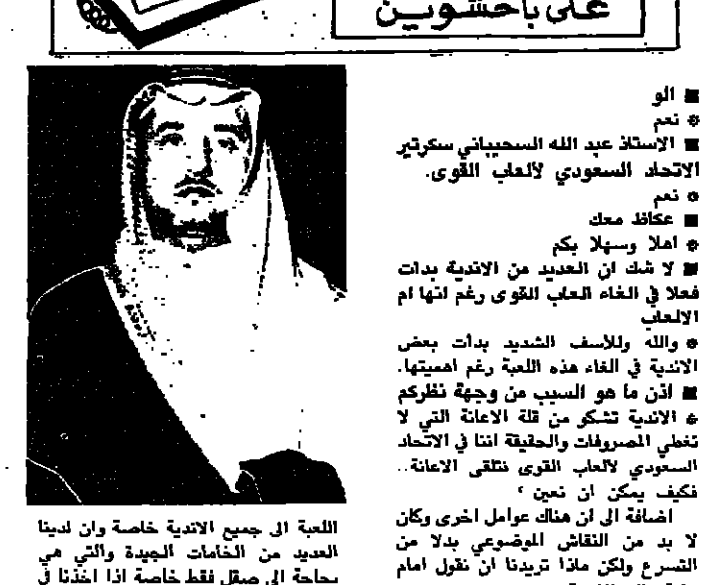 على باحشوين
■ الو
* نعم
■ الاستاذ عبد الله السحيباني سكرتير
الاتحاد السعودي لألعاب القوى.
* نعم
■ عكاظ معك
* اهلا وسهلا بكم
■ لا شك ان العديد من الاندية بدات
فعلا في الغاء العاب القوى رغم انها ام
الالعاب
* والله وللأسف الشديد بدأت بعض
الاندية في الغاء هذه اللعبة رغم اهميتها.
■ اذن ما هو السبب من وجهة نظركم
* الاندية تشكو من قلة الاعانة التي لا
تغطي المصروفات والحقيقة اننا في الاتحاد
السعودي لألعاب القوى نتلقى الاعانة..
فكيف يمكن ان نعين ؟
اضافة الى ان هناك عوامل اخرى وكان
لا بد من النقاش الموضوعي بدلا من
التسرع ولكن ماذا تريدنا ان نقول امام
اللعبة الى جميع الاندية خاصة وان لدينا
العديد من الخامات الجيدة والتي هي
بحاجة الى صقل فقط خاصة اذا اخذنا في